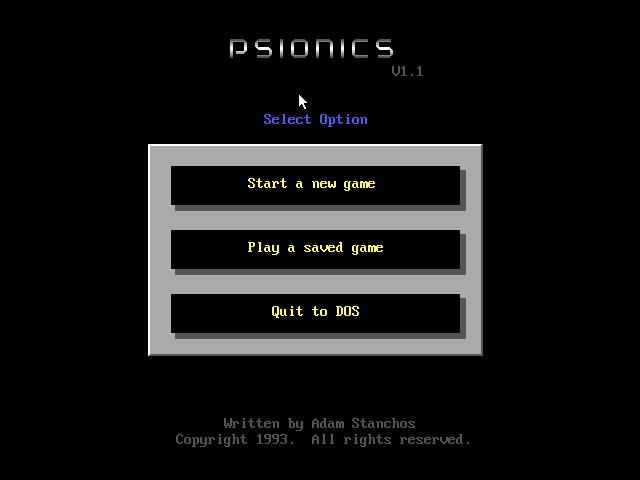 PSIONICS
V1.1
Select Option
Start a new game
Play a saved game
Quit to DOS
Written by Adam Stanchos
Copyright 1993.  All rights reserved.